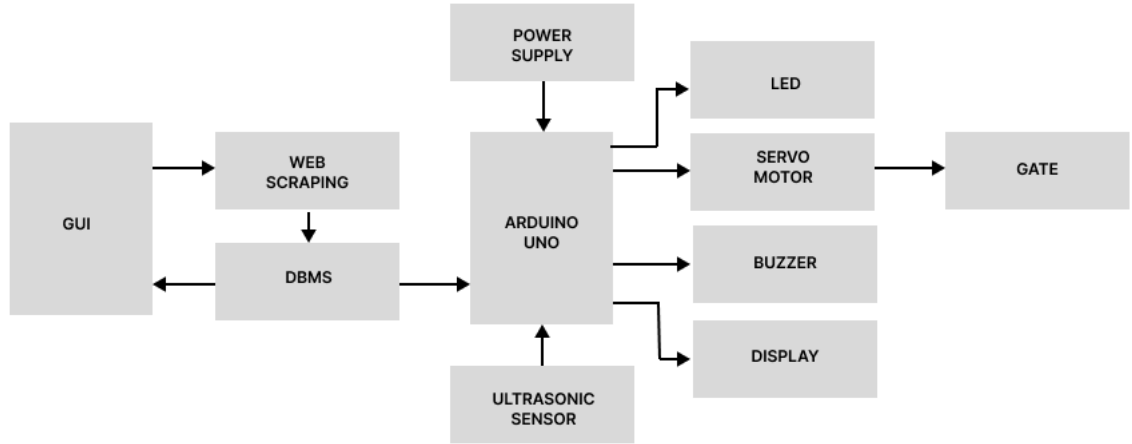 POWER
SUPPLY
LED
WEB
SCRAPING
SERVO
MOTOR
GATE
GUI
ARDUINO
UNO
DBMS
BUZZER
DISPLAY
ULTRASONIC
SENSOR